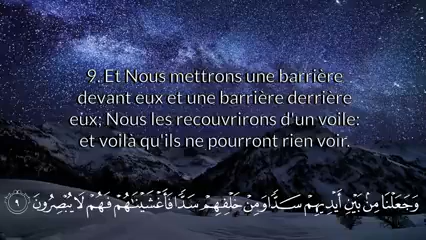 9. Et Nous mettrons une barrière
devant eux et une barrière derrière
eux; Nous les recouvrirons d'un voile:
et voilà qu'ils ne pourront rien voir.
وَجَعَلْنَا مِنۢ بَيْنِ أَيْدِيهِمْ سَدًّا وَمِنْ خَلْفِهِمْ سَدًّا فَأَغْشَيْنَٰهُمْ فَهُمْ لَا يُبْصِرُونَ ٩